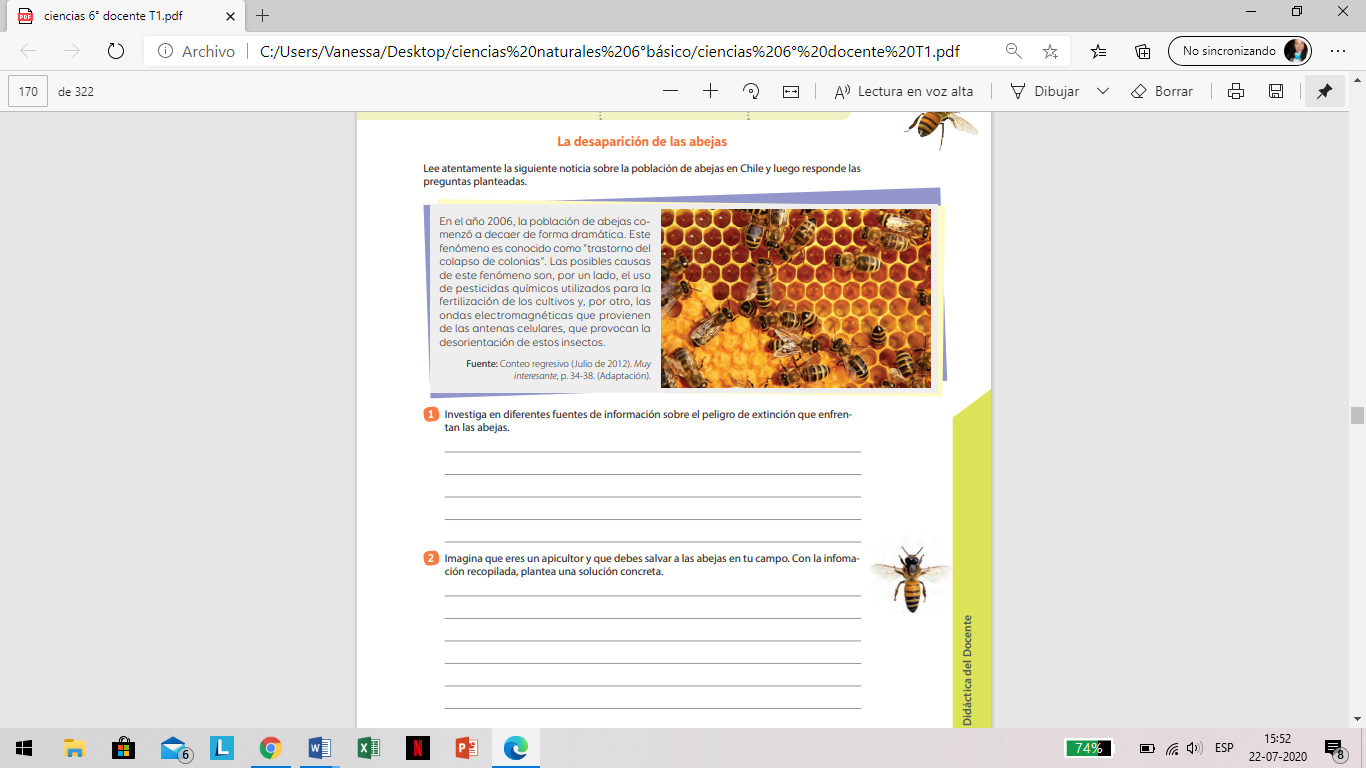 ciencias 6° docente T1.pdf
Archivo
C:/Users/Vanessa/Desktop/ciencias%20naturales%206°básico/ciencias%206°%20docente%20T1.pdf
No sincronizando
170 de 322
Lectura en voz alta
Dibujar
Borrar
La desaparición de las abejas
Lee atentamente la siguiente noticia sobre la población de abejas en Chile y luego responde las
preguntas planteadas.
En el año 2006, la población de abejas co-
menzó a decaer de forma dramática. Este
fenómeno es conocido como "trastorno del
colapso de colonias". Las posibles causas
de este fenómeno son, por un lado, el uso
de pesticidas químicos utilizados para la
fertilización de los cultivos y, por otro, las
ondas electromagnéticas que provienen
de las antenas celulares, que provocan la
desorientación de estos insectos.
Fuente: Conteo regresivo (Julio de 2012). Muy
interesante, p. 34-38. (Adaptación).
1 Investiga en diferentes fuentes de información sobre el peligro de extinción que enfren-
tan las abejas.
2 Imagina que eres un apicultor y que debes salvar a las abejas en tu campo. Con la infoma-
ción recopilada, plantea una solución concreta.
Didáctica del Docente
6
L
74%
ESP
15:52
22-07-2020
8